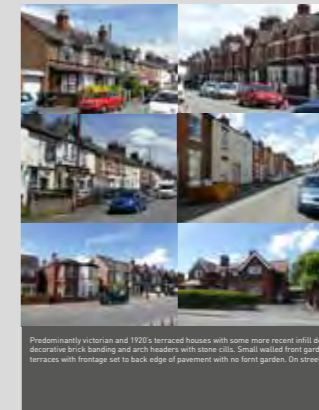 Predominantly victorian and 1920's terraced houses with some more recent infill de
decorative brick banding and arch headers with stone cills. Small walled front gard
terraces with frontage set to back edge of pavement with no fornt garden. On stree